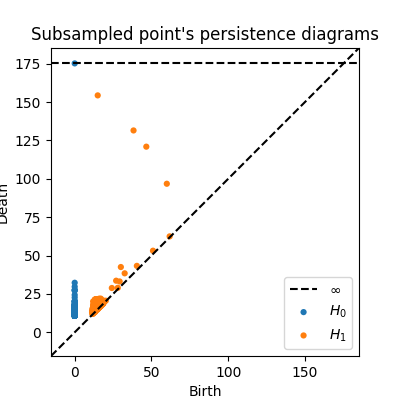 Subsampled point's persistence diagrams
175
150
125
100
75
50
25
0
Death
∞
H₀
H₁
0
50
100
150
Birth